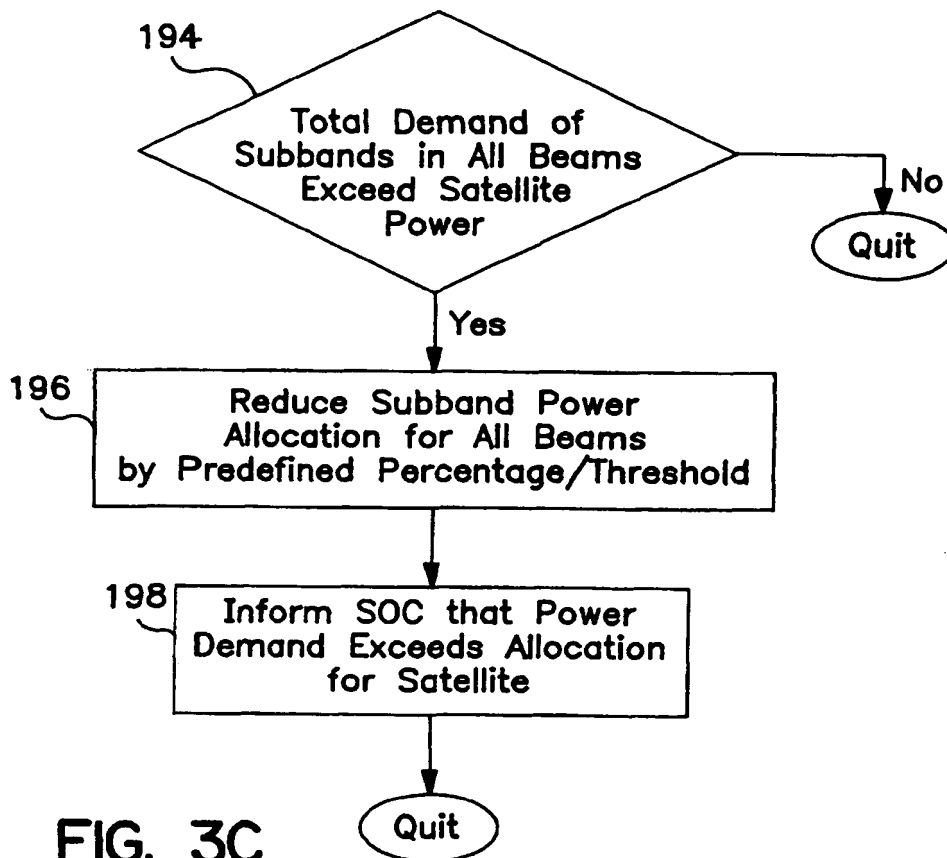 194
Total Demand of
Subbands in All Beams
Exceed Satellite
Power
No
Quit
Yes
196
Reduce Subband Power
Allocation for All Beams
by Predefined Percentage/Threshold
198
Inform SOC that Power
Demand Exceeds Allocation
for Satellite
Quit
FIG. 3C